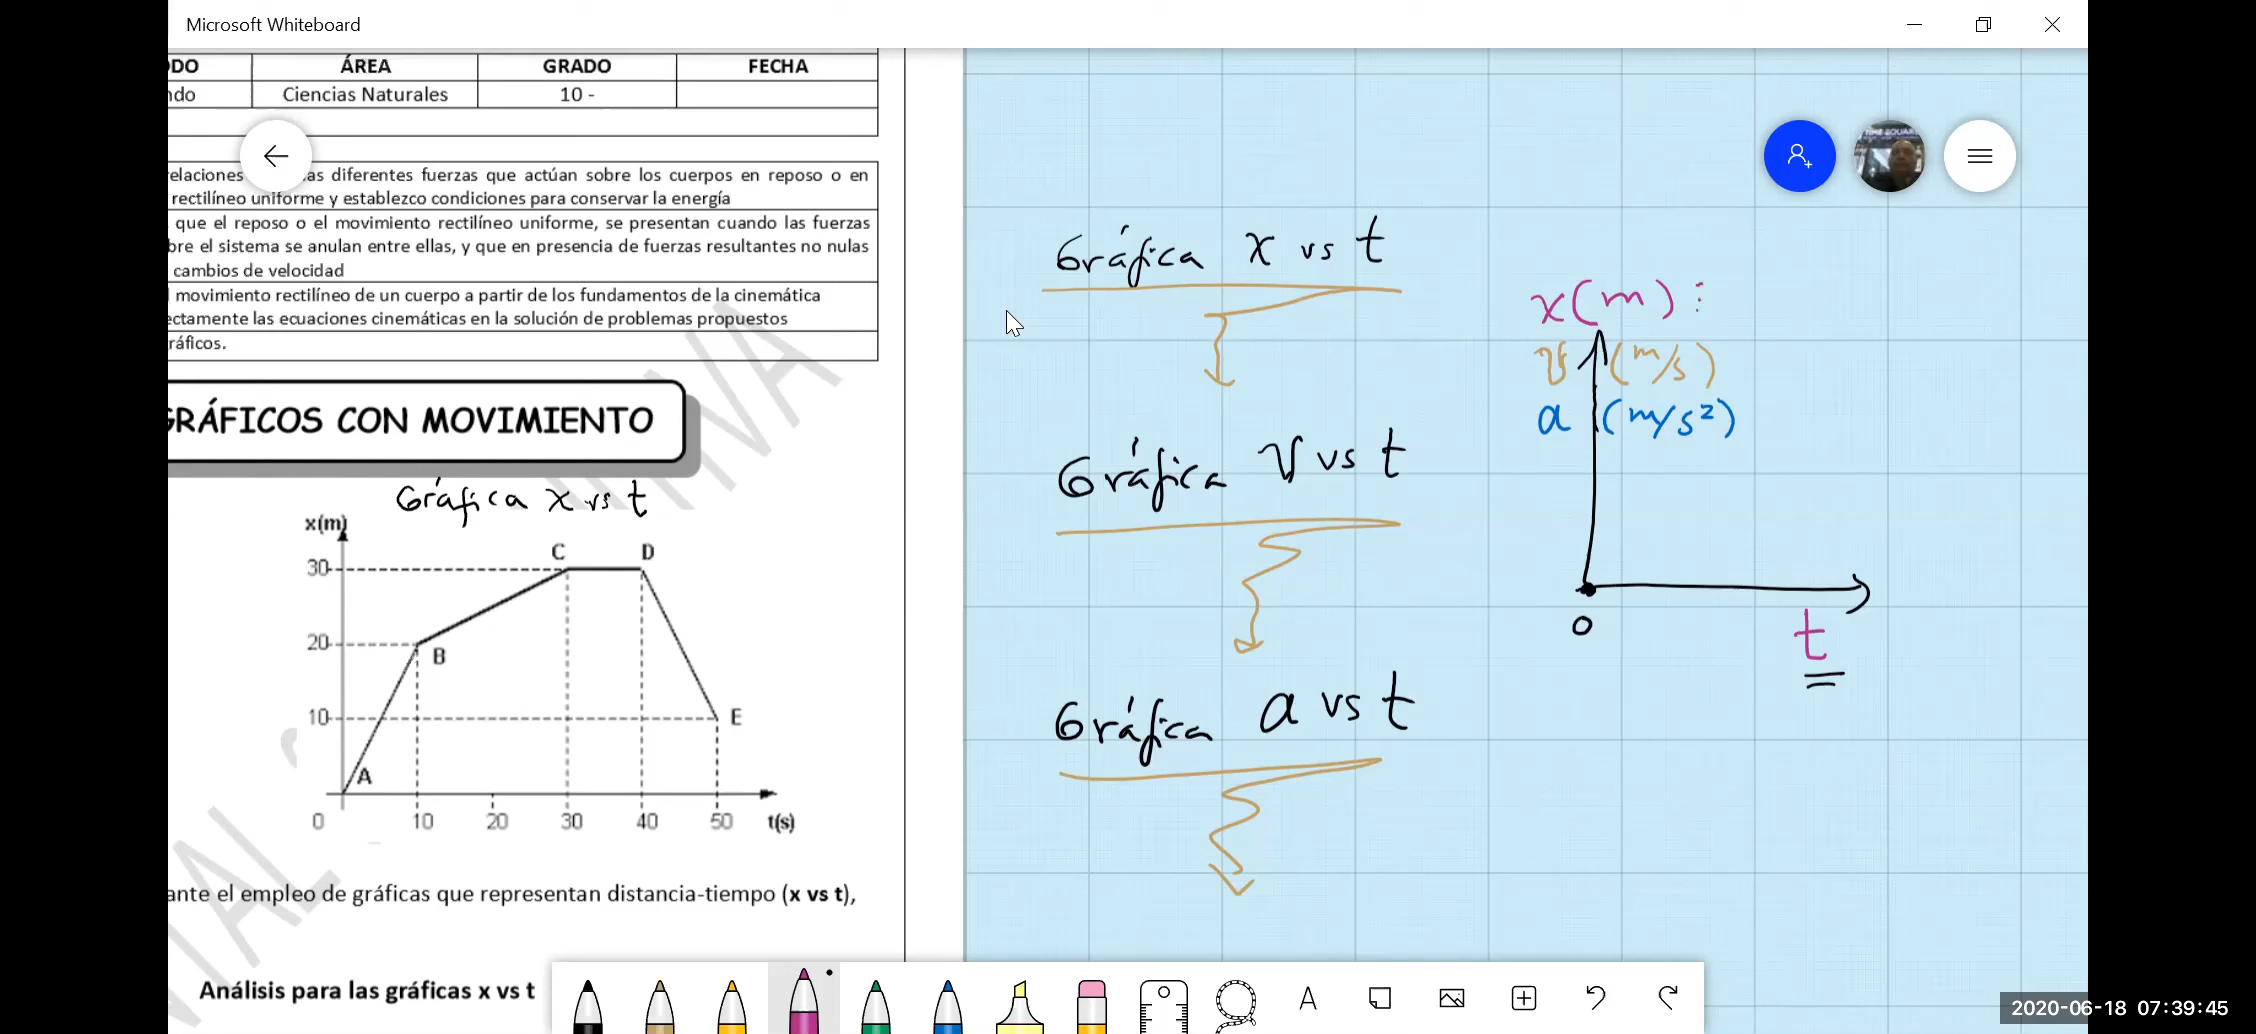 Microsoft Whiteboard
ODO ÁREA GRADO FECHA
ndo Ciencias Naturales 10 -
elaciones as diferentes fuerzas que actúan sobre los cuerpos en reposo o en
rectilíneo uniforme y establezco condiciones para conservar la energía
que el reposo o el movimiento rectilíneo uniforme, se presentan cuando las fuerzas
bre el sistema se anulan entre ellas, y que en presencia de fuerzas resultantes no nulas
cambios de velocidad
movimiento rectilíneo de un cuerpo a partir de los fundamentos de la cinemática
ectamente las ecuaciones cinemáticas en la solución de problemas propuestos
ráficos.
GRÁFICOS CON MOVIMIENTO
Gráfica x vs t
x(m)
C D
30
20
B
10
E
A
0 10 20 30 40 50 t(s)
ante el empleo de gráficas que representan distancia-tiempo (x vs t),
Análisis para las gráficas x vs t
Gráfica x vs t
Gráfica V vs t
Gráfica a vs t
x(m)
v (m/s)
a (m/s²)
0
t
2020-06-18 07:39:45